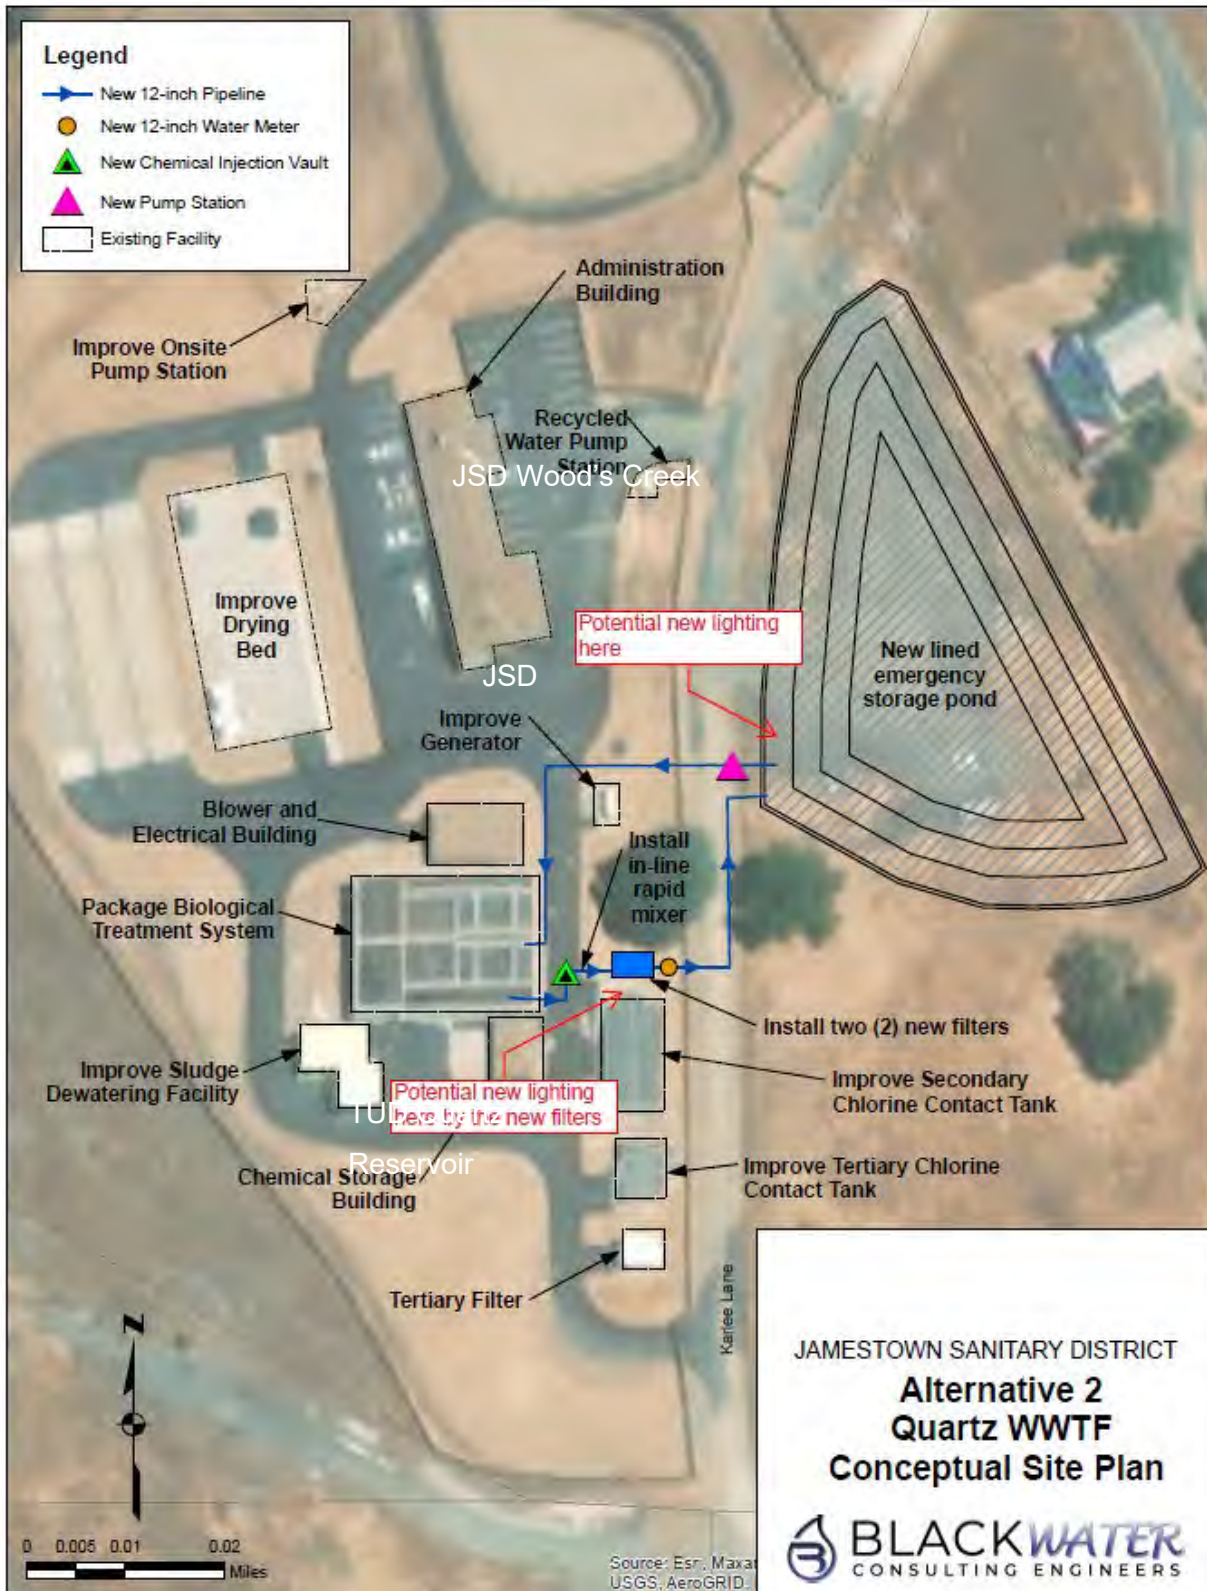 Legend
New 12-inch Pipeline
New 12-inch Water Meter
New Chemical Injection Vault
New Pump Station
Existing Facility
Administration
Building
Improve Onsite
Pump Station
Recycled
Water Pump
Station
JSD Wood's Creek
Improve
Drying
Bed
Potential new lighting
here
New lined
emergency
storage pond
JSD
Improve
Generator
Blower and
Electrical Building
Install
in-line
rapid
mixer
Package Biological
Treatment System
Install two (2) new filters
Improve Sludge
Dewatering Facility
Improve Secondary
Chlorine Contact Tank
Potential new lighting
here by the new filters
Reservoir
Chemical Storage
Building
Improve Tertiary Chlorine
Contact Tank
Tertiary Filter
Karlee Lane
N
0 0.005 0.01 0.02
Miles
Source: Esri, Maxar
USGS, AeroGRID,
JAMESTOWN SANITARY DISTRICT
Alternative 2
Quartz WWTF
Conceptual Site Plan
BLACKWATER
CONSULTING ENGINEERS